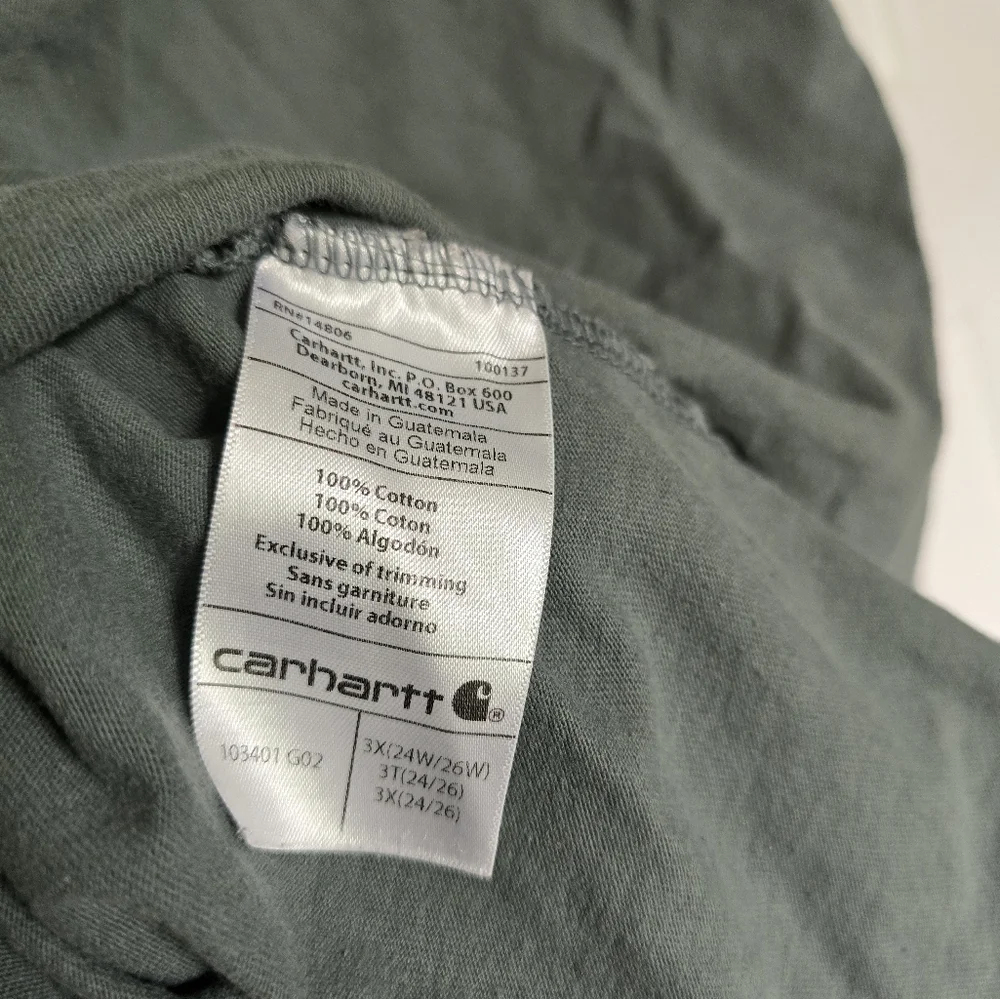 RN#14806
100137
Carhartt, Inc. P.O. Box 600
Dearborn, MI 48121 USA
carhartt.com
Made in Guatemala
Fabriqué au Guatemala
Hecho en Guatemala
100% Cotton
100% Coton
100% Algodón
Exclusive of trimming
Sans garniture
Sin incluir adorno
carhartt ®
103401 G02
3X(24W/26W)
3T(24/26)
3X(24/26)